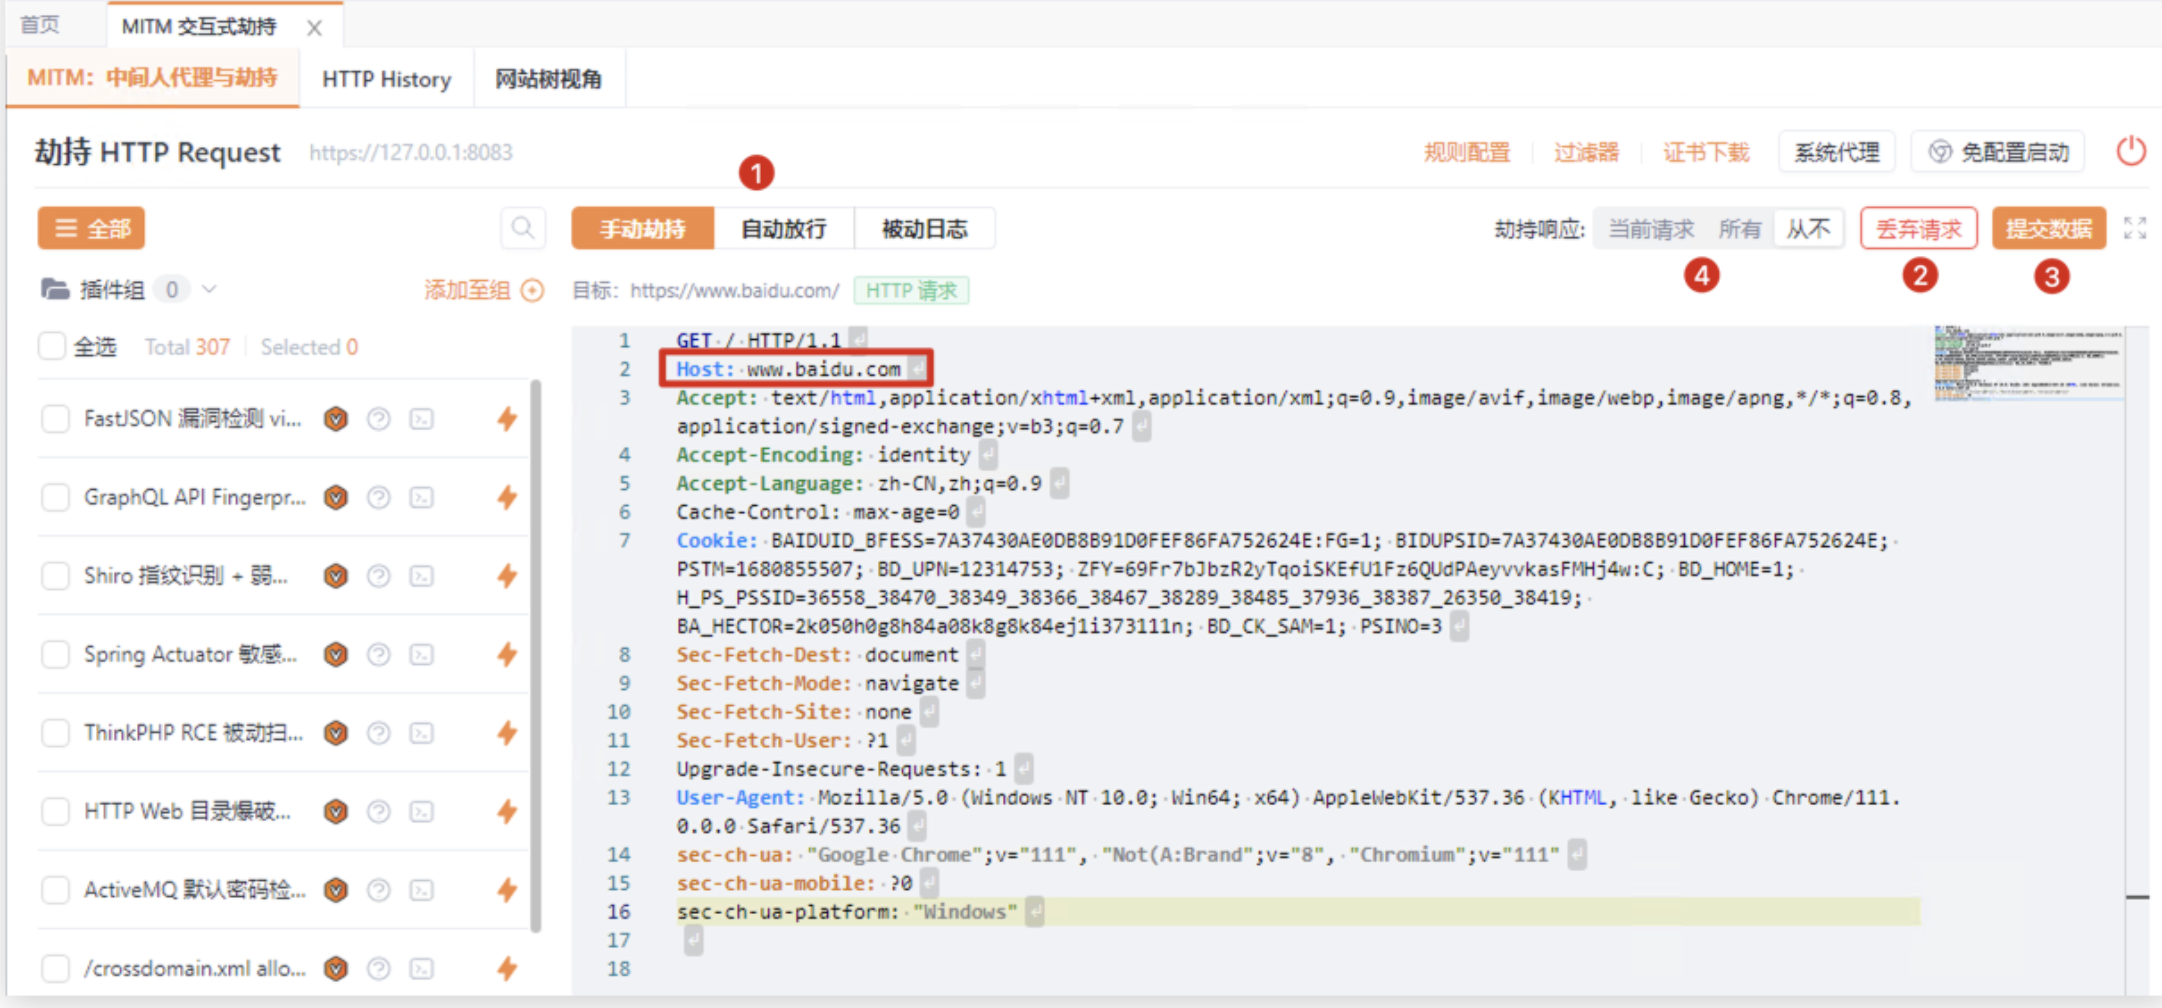 首页
MITM 交互式劫持
MITM：中间人代理与劫持
HTTP History
网站树视角
劫持 HTTP Request
https://127.0.0.1:8083
规则配置
过滤器
证书下载
系统代理
免配置启动
1
全部
手动劫持
自动放行
被动日志
劫持响应:
当前请求
所有
从不
丢弃请求
提交数据
4
2
3
插件组
0
添加至组
目标：https://www.baidu.com/
HTTP 请求
全选
Total 307
Selected 0
FastJSON 漏洞检测 vi...
GraphQL API Fingerpr...
Shiro 指纹识别 + 弱...
Spring Actuator 敏感...
ThinkPHP RCE 被动扫...
HTTP Web 目录爆破...
ActiveMQ 默认密码检...
/crossdomain.xml allo...
1 GET / HTTP/1.1
2 Host: www.baidu.com
3 Accept: text/html,application/xhtml+xml,application/xml;q=0.9,image/avif,image/webp,image/apng,*/*;q=0.8,
application/signed-exchange;v=b3;q=0.7
4 Accept-Encoding: identity
5 Accept-Language: zh-CN,zh;q=0.9
6 Cache-Control: max-age=0
7 Cookie: BAIDUID_BFESS=7A37430AE0DB8B91D0FEF86FA752624E:FG=1; BIDUPSID=7A37430AE0DB8B91D0FEF86FA752624E;
PSTM=1680855507; BD_UPN=12314753; ZFY=69Fr7bJbzR2yTqoiSKEfU1Fz6QUdPAeyvvkasFMHj4w:C; BD_HOME=1;
H_PS_PSSID=36558_38470_38349_38366_38467_38289_38485_37936_38387_26350_38419;
BA_HECTOR=2k050h0g8h84a08k8g8k84ej1i373111n; BD_CK_SAM=1; PSINO=3
8 Sec-Fetch-Dest: document
9 Sec-Fetch-Mode: navigate
10 Sec-Fetch-Site: none
11 Sec-Fetch-User: ?1
12 Upgrade-Insecure-Requests: 1
13 User-Agent: Mozilla/5.0 (Windows NT 10.0; Win64; x64) AppleWebKit/537.36 (KHTML, like Gecko) Chrome/111.
0.0.0 Safari/537.36
14 sec-ch-ua: "Google Chrome";v="111", "Not(A:Brand";v="8", "Chromium";v="111"
15 sec-ch-ua-mobile: ?0
16 sec-ch-ua-platform: "Windows"
17
18